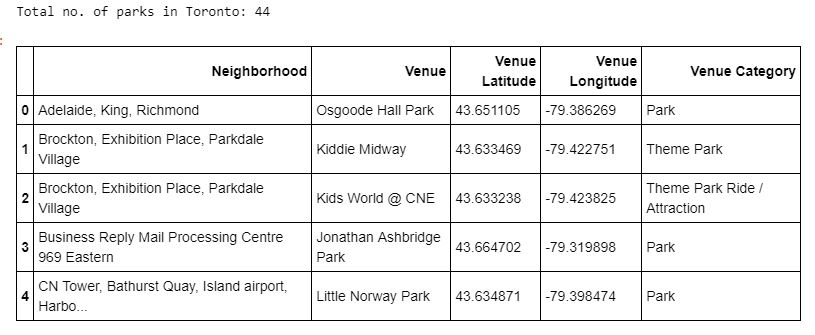 Total no. of parks in Toronto: 44
:
Neighborhood Venue Venue Latitude Venue Longitude Venue Category
0 Adelaide, King, Richmond Osgoode Hall Park 43.651105 -79.386269 Park
1 Brockton, Exhibition Place, Parkdale Village Kiddie Midway 43.633469 -79.422751 Theme Park
2 Brockton, Exhibition Place, Parkdale Village Kids World @ CNE 43.633238 -79.423825 Theme Park Ride / Attraction
3 Business Reply Mail Processing Centre 969 Eastern Jonathan Ashbridge Park 43.664702 -79.319898 Park
4 CN Tower, Bathurst Quay, Island airport, Harbo... Little Norway Park 43.634871 -79.398474 Park